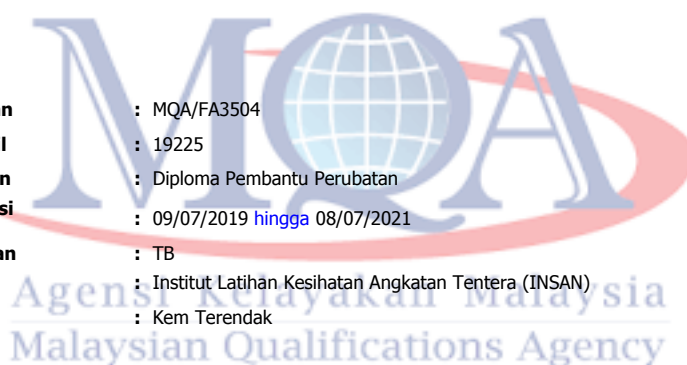 MQA
an : MQA/FA3504
l : 19225
n : Diploma Pembantu Perubatan
si : 09/07/2019 hingga 08/07/2021
an : TB
: Institut Latihan Kesihatan Angkatan Tentera (INSAN)
Agensi Kelayakan Malaysia
: Kem Terendak
Malaysian Qualifications Agency